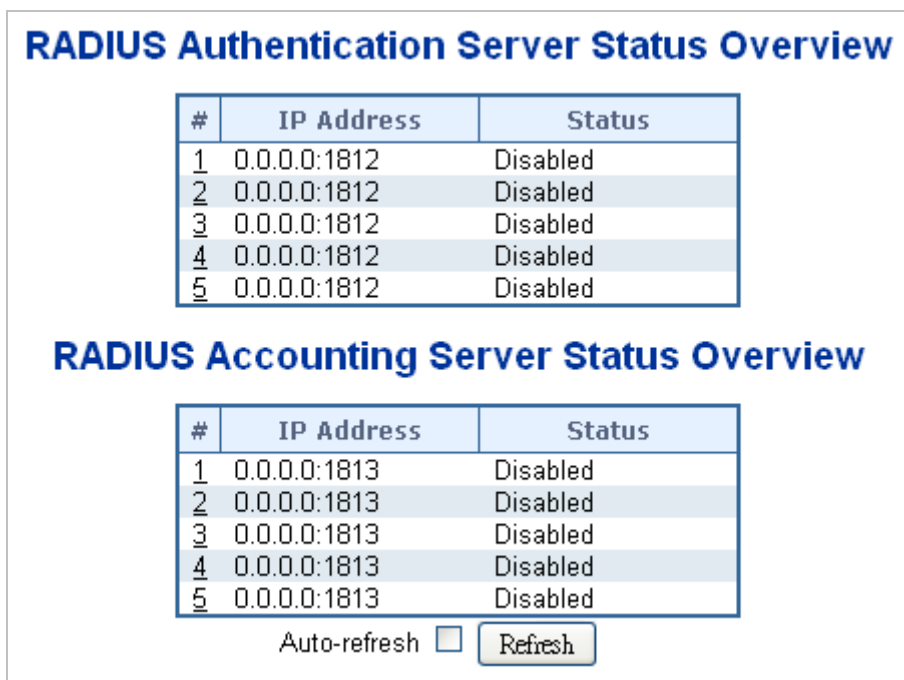 RADIUS Authentication Server Status Overview
# IP Address Status
1 0.0.0.0:1812 Disabled
2 0.0.0.0:1812 Disabled
3 0.0.0.0:1812 Disabled
4 0.0.0.0:1812 Disabled
5 0.0.0.0:1812 Disabled
RADIUS Accounting Server Status Overview
# IP Address Status
1 0.0.0.0:1813 Disabled
2 0.0.0.0:1813 Disabled
3 0.0.0.0:1813 Disabled
4 0.0.0.0:1813 Disabled
5 0.0.0.0:1813 Disabled
Auto-refresh Refresh